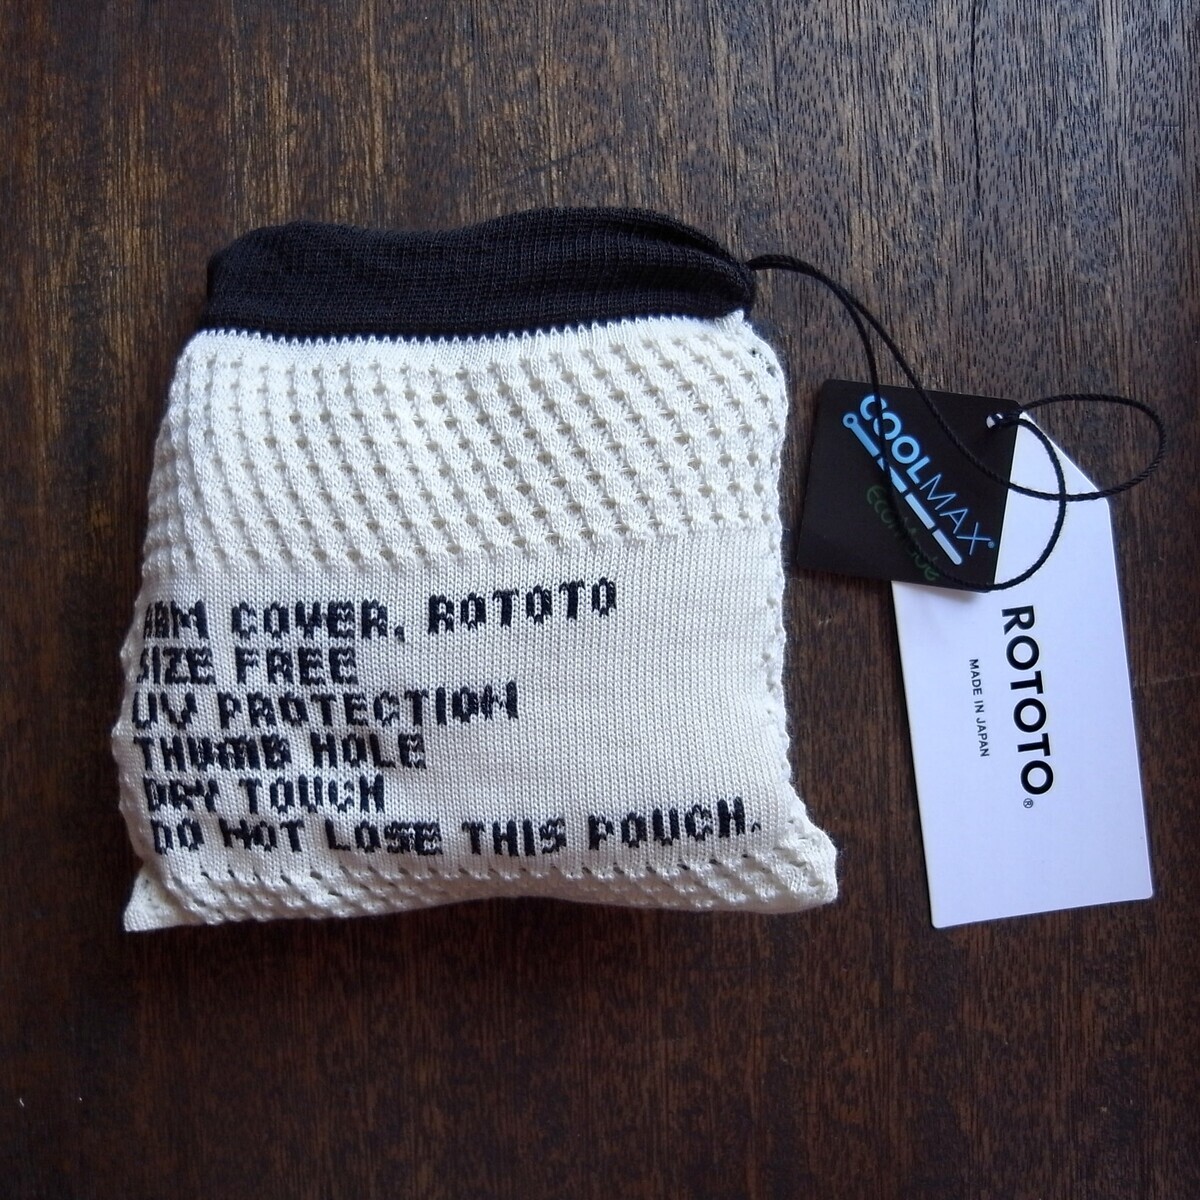 ARM COVER. ROTOTO
SIZE FREE
UV PROTECTION
THUMB HOLE
DRY TOUCH
DO NOT LOSE THIS POUCH.
COOLMAX®
ROTOTO®
MADE IN JAPAN